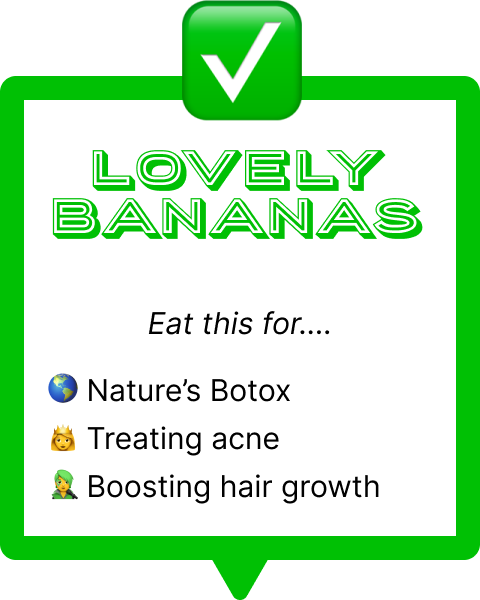 LOVELY
BANANAS
Eat this for....
Nature’s Botox
Treating acne
Boosting hair growth